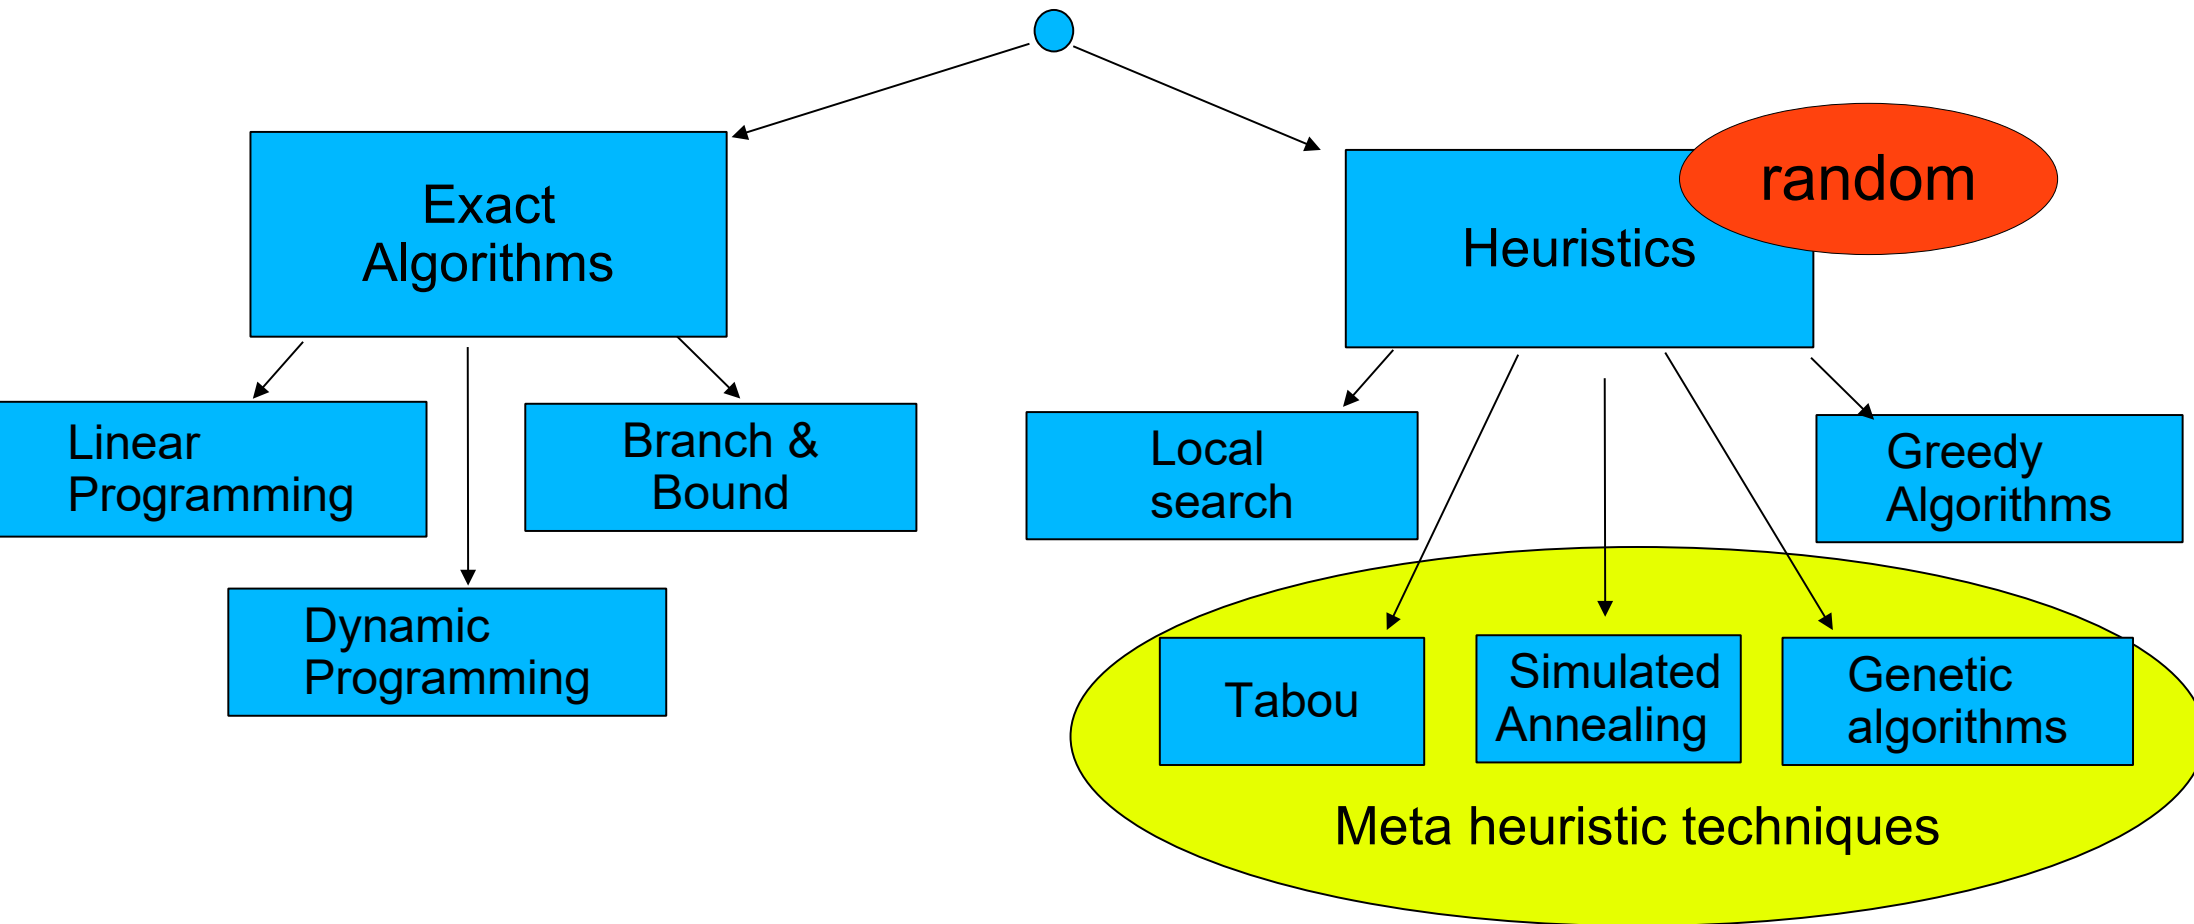 random
Exact
Algorithms
Heuristics
Linear
Programming
Branch &
Bound
Local
search
Greedy
Algorithms
Dynamic
Programming
Tabou
Simulated
Annealing
Genetic
algorithms
Meta heuristic techniques